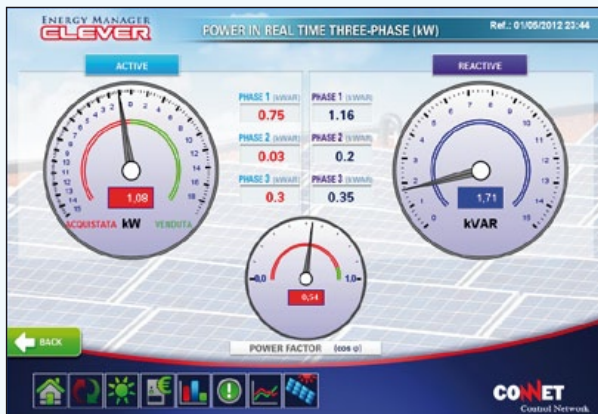 ENERGY MANAGER
CLEVER
POWER IN REAL TIME THREE-PHASE (kW)
Ref.: 01/05/2012 23:44
ACTIVE
REACTIVE
PHASE 1 (kWAR)
0.75
PHASE 1 (kWAR)
1.16
PHASE 2 (kWAR)
0.03
PHASE 2 (kWAR)
0.2
PHASE 3 (kWAR)
0.3
PHASE 3 (kWAR)
0.35
1,08
ACQUISTATA kW VENDUTA
1,71
kVAR
0,0
1,0
0,54
POWER FACTOR (cos φ)
BACK
CONNET
Control Network